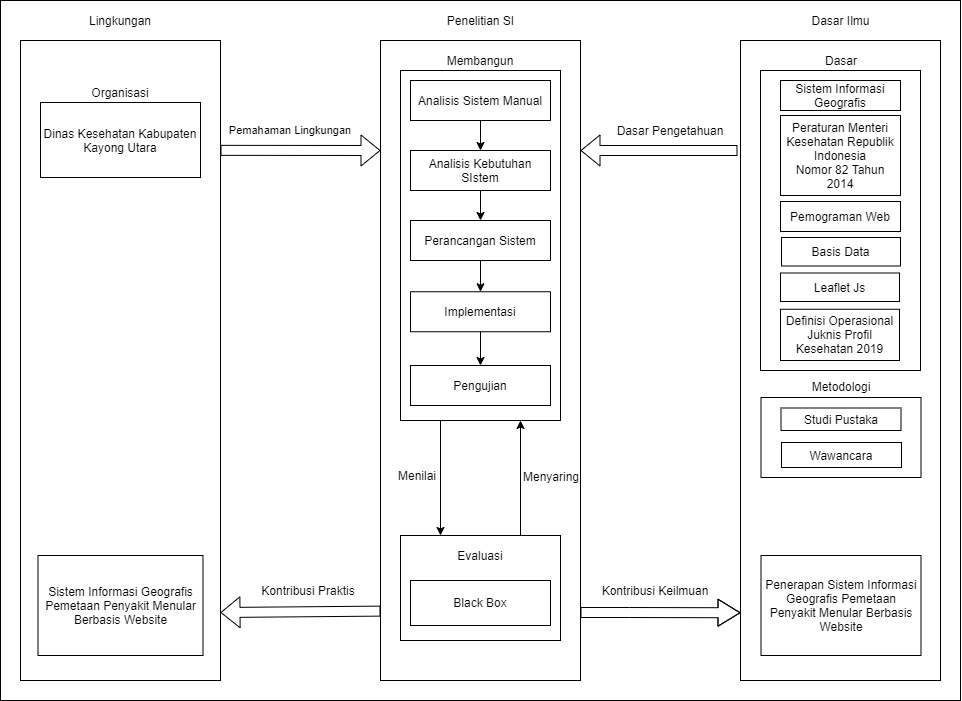 Lingkungan
Penelitian SI
Dasar Ilmu
Organisasi
Dinas Kesehatan Kabupaten
Kayong Utara
Pemahaman Lingkungan
Membangun
Analisis Sistem Manual
Analisis Kebutuhan
SIstem
Perancangan Sistem
Implementasi
Pengujian
Menilai
Menyaring
Evaluasi
Black Box
Dasar Pengetahuan
Dasar
Sistem Informasi
Geografis
Peraturan Menteri
Kesehatan Republik
Indonesia
Nomor 82 Tahun
2014
Pemograman Web
Basis Data
Leaflet Js
Definisi Operasional
Juknis Profil
Kesehatan 2019
Metodologi
Studi Pustaka
Wawancara
Sistem Informasi Geografis
Pemetaan Penyakit Menular
Berbasis Website
Kontribusi Praktis
Kontribusi Keilmuan
Penerapan Sistem Informasi
Geografis Pemetaan
Penyakit Menular Berbasis
Website